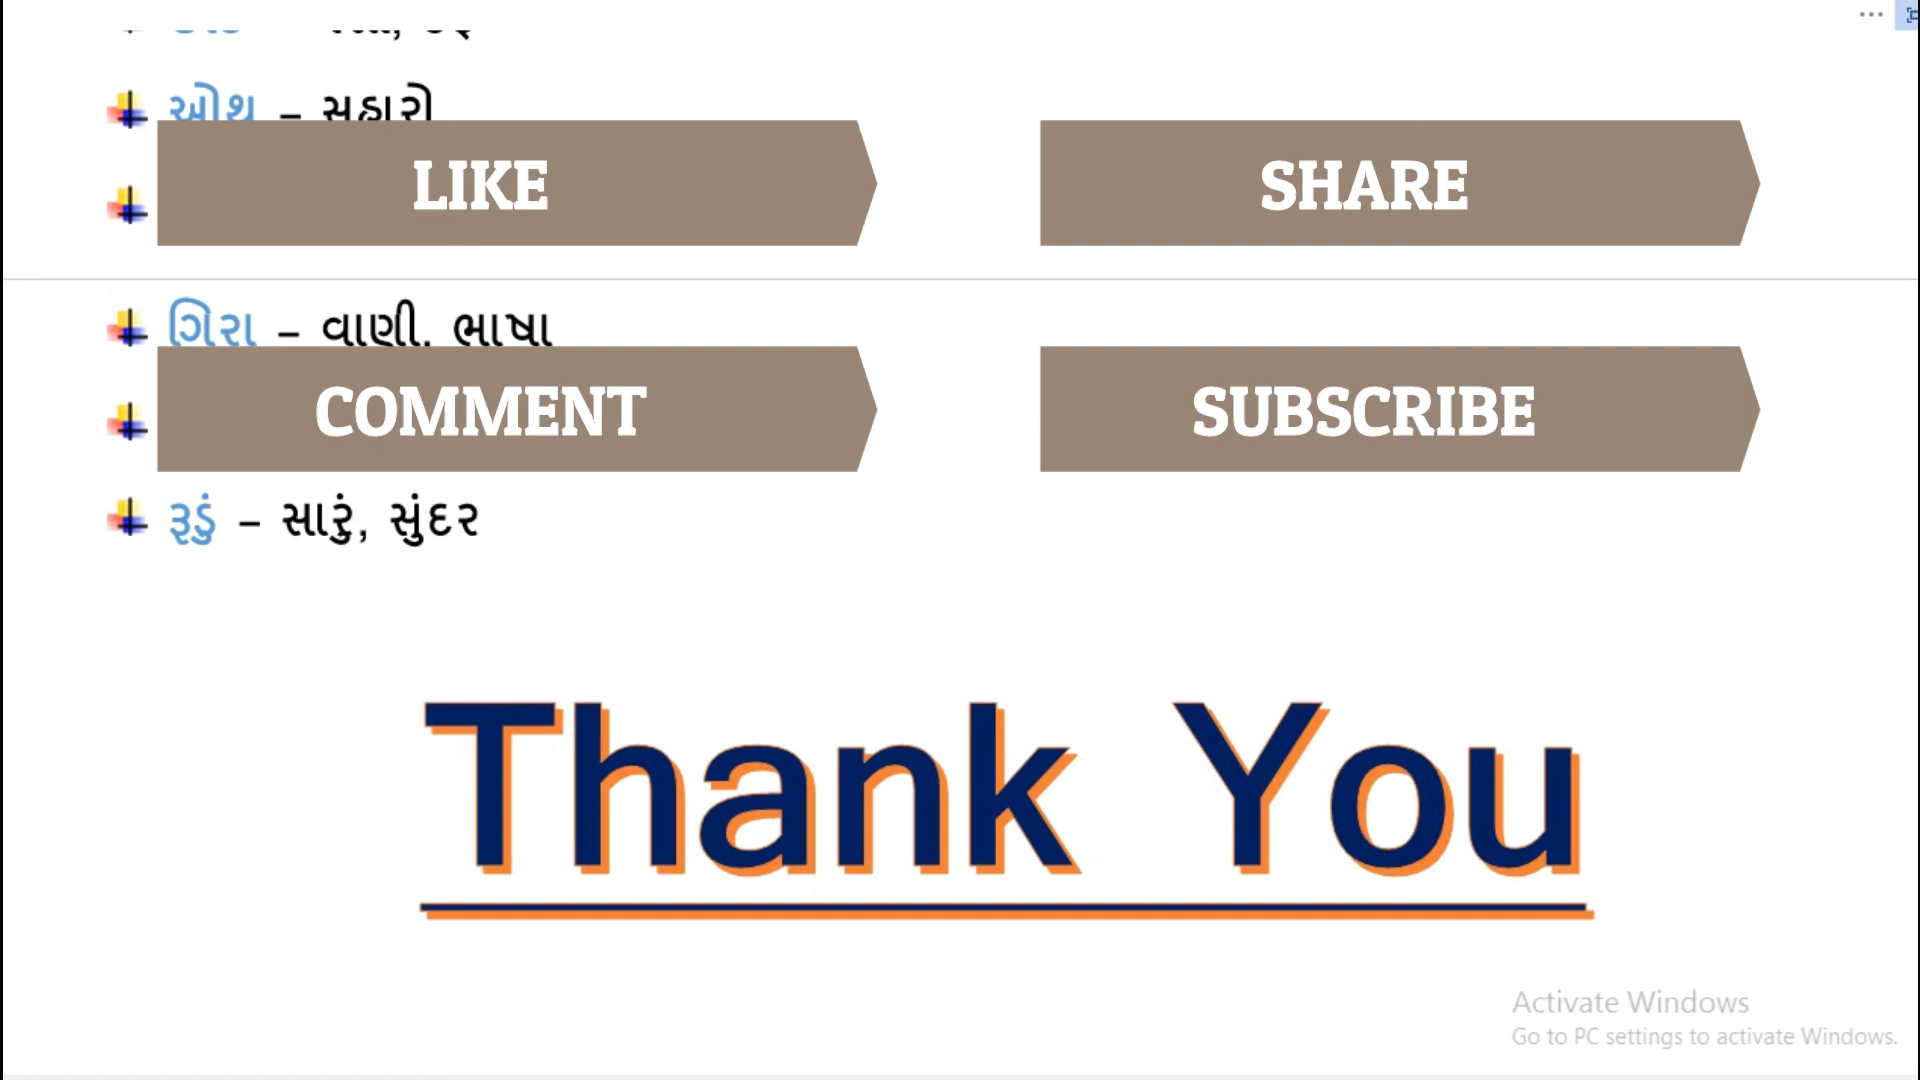 ઓથ – સહારો
LIKE
SHARE
ગિરા – વાણી, ભાષા
COMMENT
SUBSCRIBE
રૂડું – સારું, સુંદર
Thank You
Activate Windows
Go to PC settings to activate Windows.